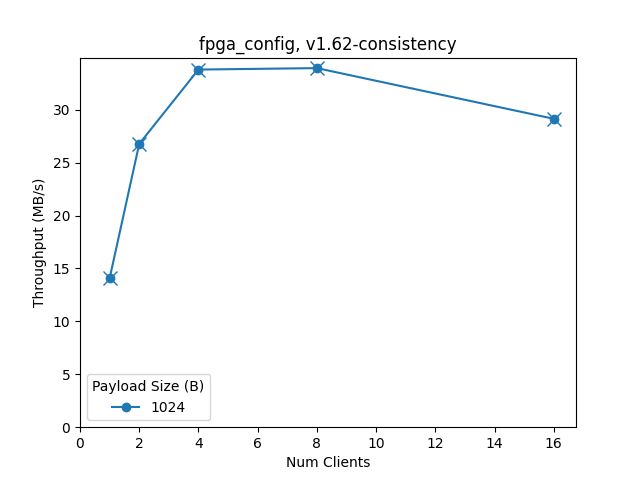 fpga_config, v1.62-consistency
Throughput (MB/s)
30
25
20
15
10
5
0
Payload Size (B)
1024
0 2 4 6 8 10 12 14 16
Num Clients